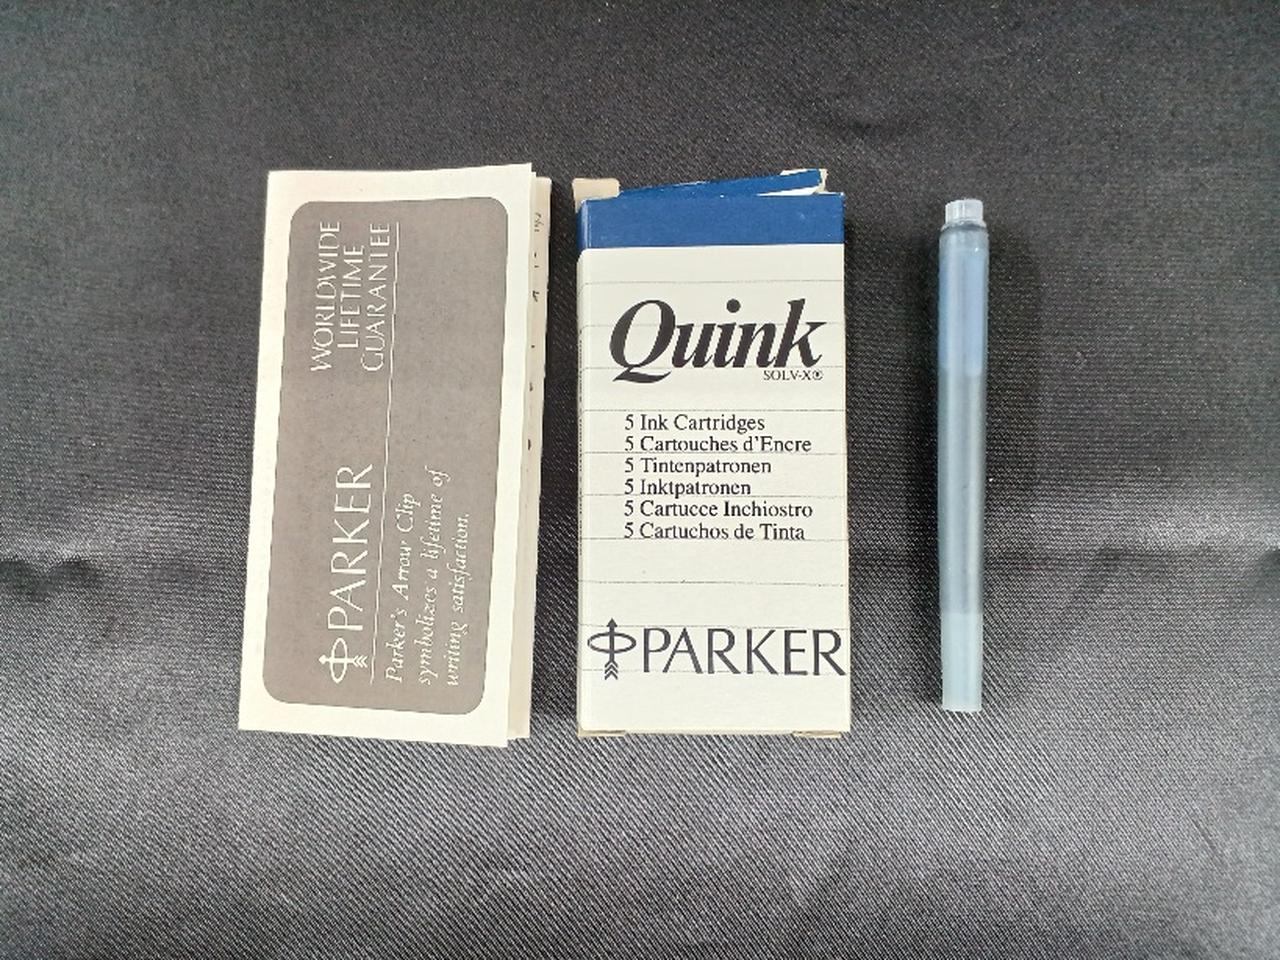 WORLDWIDE
LIFETIME
GUARANTEE
PARKER
Parker's Arrow Clip
symbolizes a lifetime of
writing satisfaction.
Quink
SOLV-X®
5 Ink Cartridges
5 Cartouches d'Encre
5 Tintenpatronen
5 Inktpatronen
5 Cartucce Inchiostro
5 Cartuchos de Tinta
PARKER